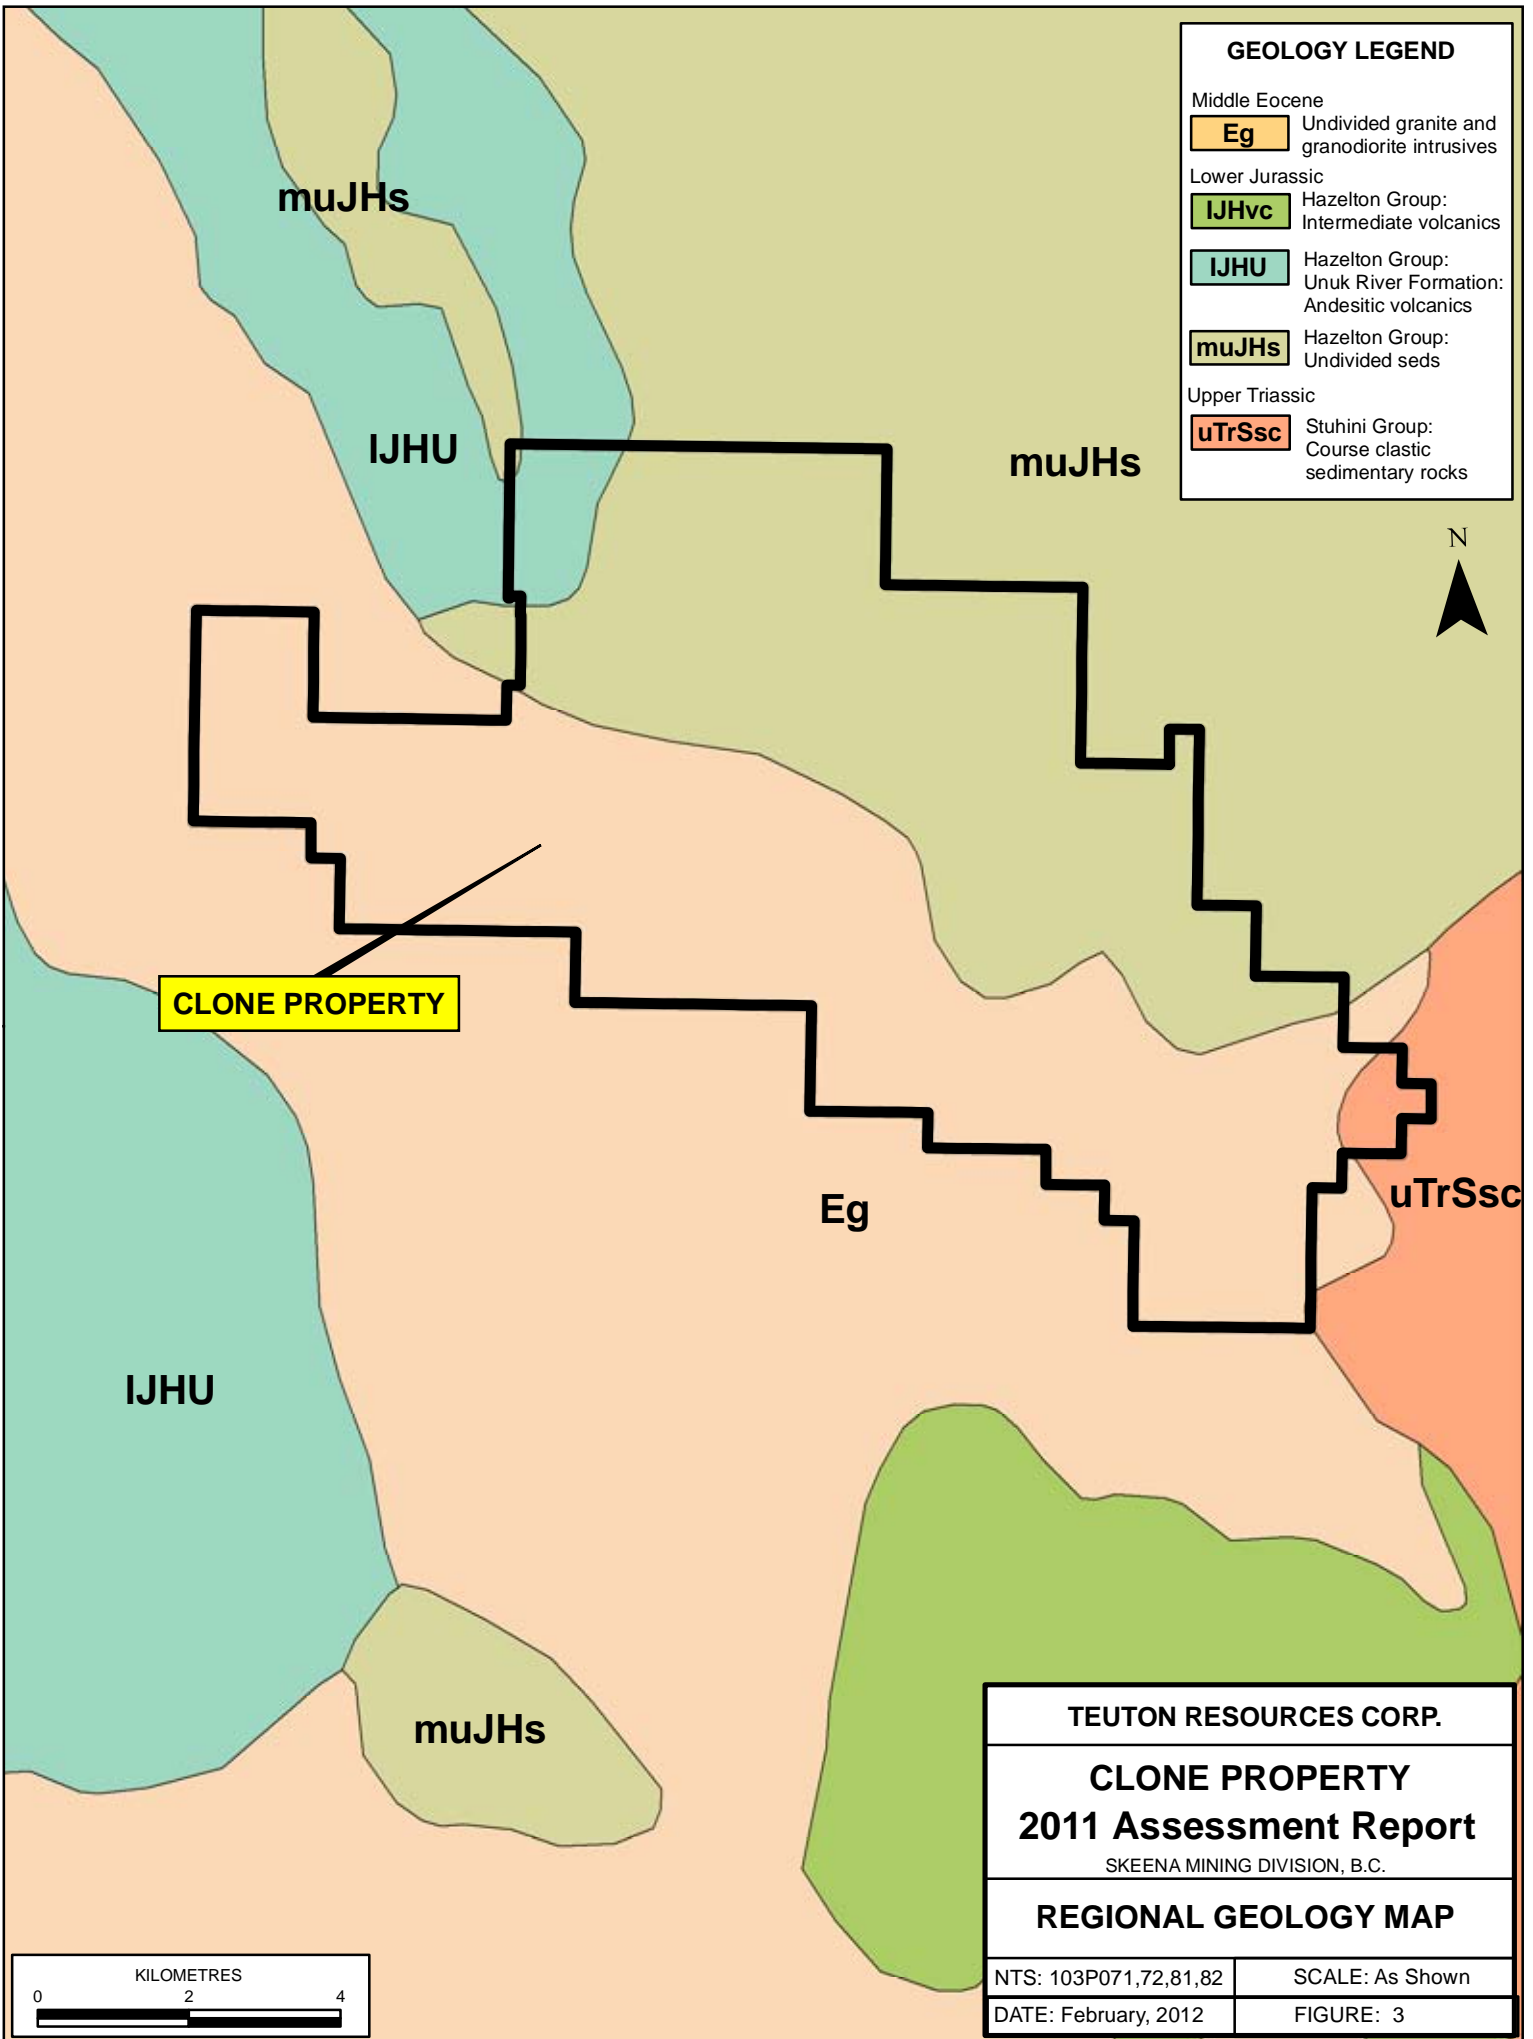 GEOLOGY LEGEND
Middle Eocene
Eg
Undivided granite and
granodiorite intrusives
Lower Jurassic
lJHvc
Hazelton Group:
Intermediate volcanics
lJHU
Hazelton Group:
Unuk River Formation:
Andesitic volcanics
muJHs
Hazelton Group:
Undivided seds
Upper Triassic
uTrSsc
Stuhini Group:
Course clastic
sedimentary rocks
N
muJHs
lJHU
muJHs
CLONE PROPERTY
Eg
uTrSsc
lJHU
muJHs
TEUTON RESOURCES CORP.
CLONE PROPERTY
2011 Assessment Report
SKEENA MINING DIVISION, B.C.
REGIONAL GEOLOGY MAP
NTS: 103P071,72,81,82
SCALE: As Shown
DATE: February, 2012
FIGURE: 3
KILOMETRES
0 2 4